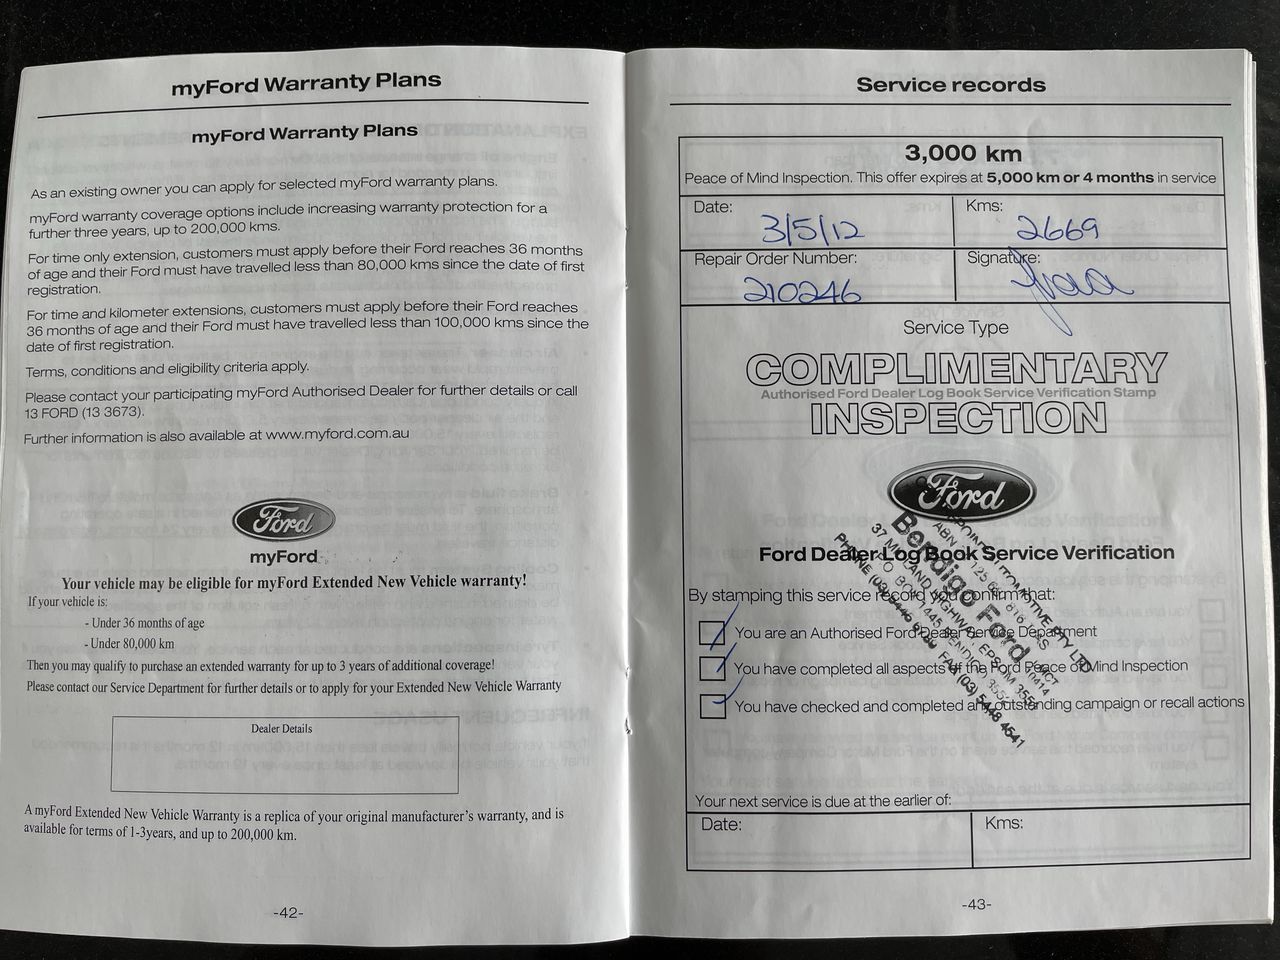 myFord Warranty Plans
myFord Warranty Plans
As an existing owner you can apply for selected myFord warranty plans.
myFord warranty coverage options include increasing warranty protection for a
further three years, up to 200,000 kms.
For time only extension, customers must apply before their Ford reaches 36 months
of age and their Ford must have travelled less than 80,000 kms since the date of first
registration.
For time and kilometer extensions, customers must apply before their Ford reaches
36 months of age and their Ford must have travelled less than 100,000 kms since the
date of first registration.
Terms, conditions and eligibility criteria apply.
Please contact your participating myFord Authorised Dealer for further details or call
13 FORD (13 3673).
Further information is also available at www.myford.com.au
Ford
myFord
Your vehicle may be eligible for myFord Extended New Vehicle warranty!
If your vehicle is:
- Under 36 months of age
- Under 80,000 km
Then you may qualify to purchase an extended warranty for up to 3 years of additional coverage!
Please contact our Service Department for further details or to apply for your Extended New Vehicle Warranty
Dealer Details
A myFord Extended New Vehicle Warranty is a replica of your original manufacturer's warranty, and is
available for terms of 1-3years, and up to 200,000 km.
-42-
Service records
3,000 km
Peace of Mind Inspection. This offer expires at 5,000 km or 4 months in service
Date: 3/5/12
Kms: 2669
Repair Order Number: 210246
Signature:
Service Type
COMPLIMENTARY
Authorised Ford Dealer Log Book Service Verification Stamp
INSPECTION
Ford
Ford Dealer Log Book Service Verification
By stamping this service record you confirm that:
You are an Authorised Ford Dealer Service Department
You have completed all aspects of the Ford Peace of Mind Inspection
You have checked and completed any outstanding campaign or recall actions
Bendigo Ford
37 MIDLAND HIGHWAY EPSOM 3551
FAX (03) 5448 4541
Your next service is due at the earlier of:
Date:
Kms:
-43-